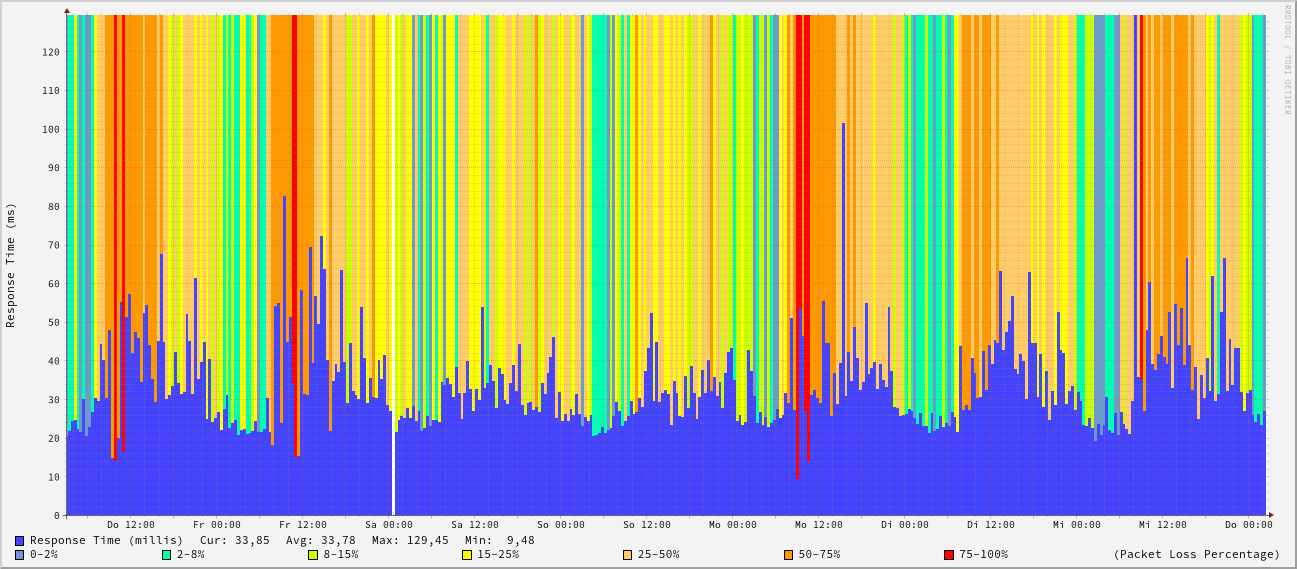 RRDTOOL / TOBI OETIKER
Response Time (ms)
120
110
100
90
80
70
60
50
40
30
20
10
0
Do 12:00 Fr 00:00 Fr 12:00 Sa 00:00 Sa 12:00 So 00:00 So 12:00 Mo 00:00 Mo 12:00 Di 00:00 Di 12:00 Mi 00:00 Mi 12:00 Do 00:00
Response Time (millis) Cur: 33,85 Avg: 33,78 Max: 129,45 Min: 9,48
0-2% 2-8% 8-15% 15-25% 25-50% 50-75% 75-100% (Packet Loss Percentage)